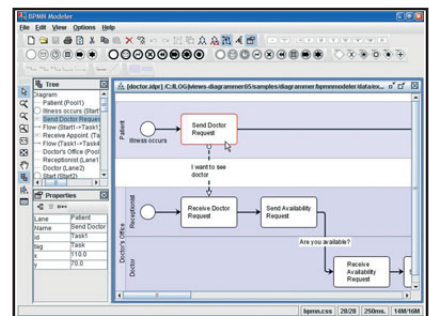 BPMN Modeler
File Edit View Options Help
Tree
Diagram
Patient (Pool1)
Illness occurs (Start
Send Doctor Reques
Flow (Start1->Task1
Receive Appoint. (Ta
Flow (Task1->Task4
Doctor's Office (Pool
Receptionist (Lane1
Doctor (Lane2)
Start (Start2)
Properties
Lane Patient
Name Send Doctor
id Task1
tag Task
x 110.0
y 70.0
[doctor.idpr] /C:/ILOG/jviews-diagrammer65/samples/diagrammer/bpmnmodeler/data/ex...
Patient
Illness occurs
Send Doctor
Request
I want to see
doctor
Doctor's Office
Receptionist
Receive Doctor
Request
Send Availability
Request
Are you available?
Doctor
Receive
Availability
Request
S
bpmn.css 28/28 250ms. 14M/16M